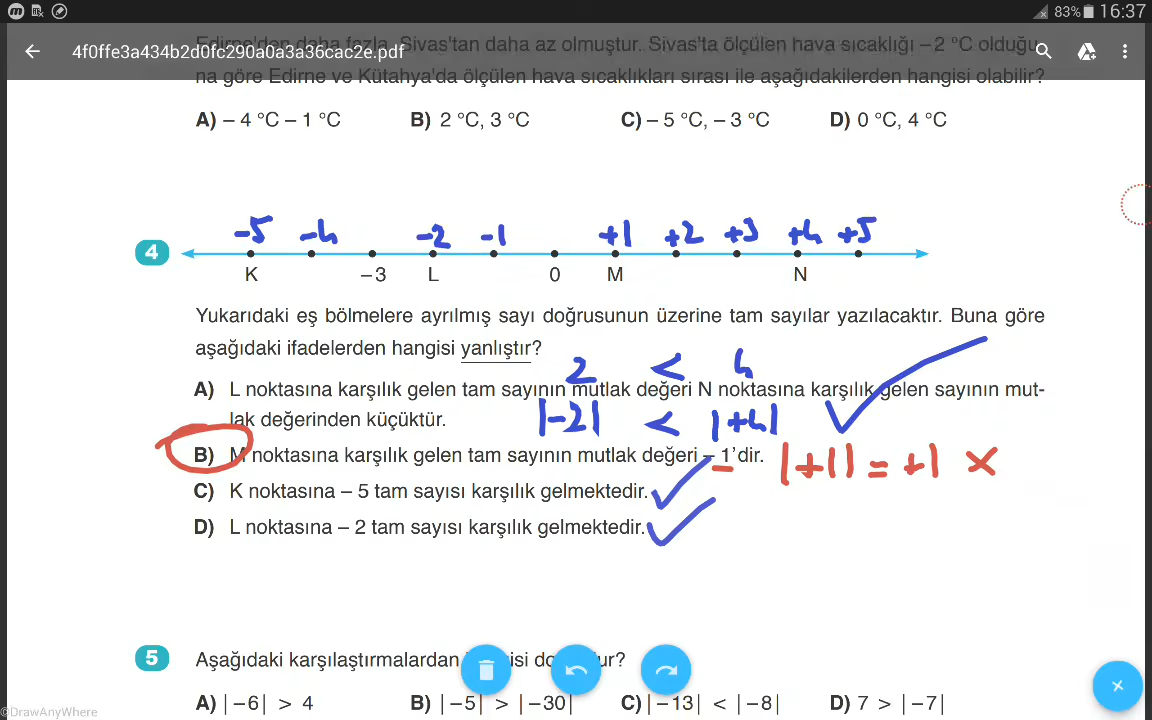 83% 16:37
Edirne'den daha fazla, Sivas'tan daha az olmuştur. Sivas'ta ölçülen hava sıcaklığı – 2 °C olduğu-
4f0ffe3a434b2d0fc290a0a3a36cac2e.pdf
na göre Edirne ve Kütahya'da ölçülen hava sıcaklıkları sırası ile aşağıdakilerden hangisi olabilir?
A) – 4 °C – 1 °C B) 2 °C, 3 °C C) – 5 °C, – 3 °C D) 0 °C, 4 °C
-5 -4 -2 -1 +1 +2 +3 +4 +5
4
K –3 L 0 M N
Yukarıdaki eş bölmelere ayrılmış sayı doğrusunun üzerine tam sayılar yazılacaktır. Buna göre
aşağıdaki ifadelerden hangisi yanlıştır?
2 < 4
A) L noktasına karşılık gelen tam sayının mutlak değeri N noktasına karşılık gelen sayının mut-
lak değerinden küçüktür. |-2| < |+4|
B) M noktasına karşılık gelen tam sayının mutlak değeri – 1'dir. |+1| = +1 ×
C) K noktasına – 5 tam sayısı karşılık gelmektedir.
D) L noktasına – 2 tam sayısı karşılık gelmektedir.
5 Aşağıdaki karşılaştırmalardan
A) |–6| > 4 B) |–5| > |–30| C) |–13| < |–8| D) 7 > |–7|
©DrawAnyWhere